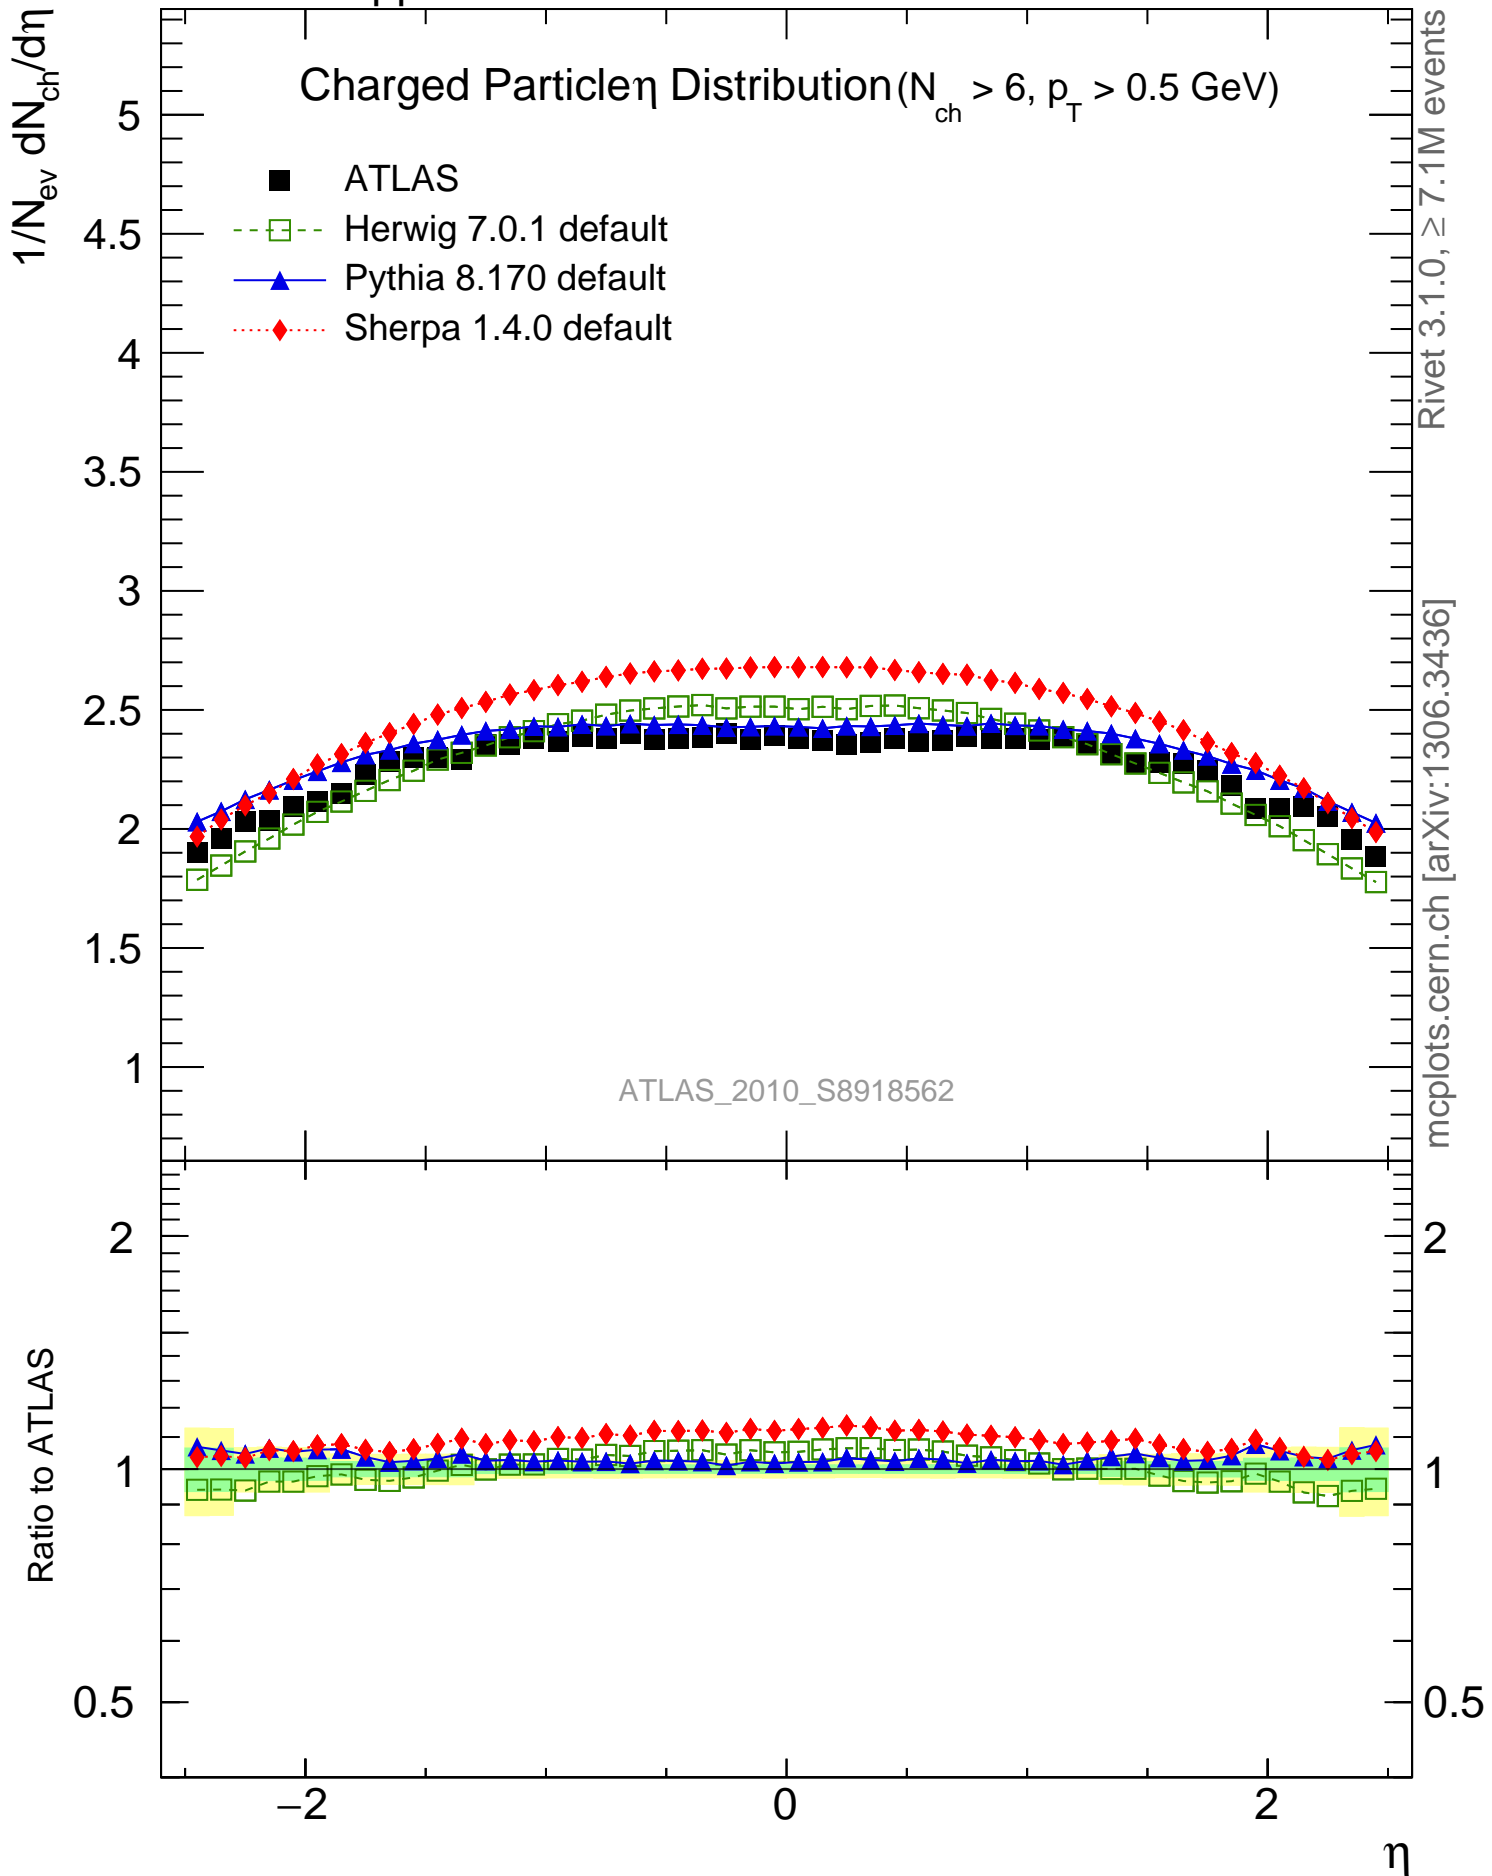 pp
1/N_ev dN_ch/dη
Charged Particle η Distribution (N_ch > 6, p_T > 0.5 GeV)
ATLAS
Herwig 7.0.1 default
Pythia 8.170 default
Sherpa 1.4.0 default
5
4.5
4
3.5
3
2.5
2
1.5
1
ATLAS_2010_S8918562
Rivet 3.1.0, ≥ 7.1M events
mcplots.cern.ch [arXiv:1306.3436]
Ratio to ATLAS
2
1
0.5
2
1
0.5
−2
0
2
η